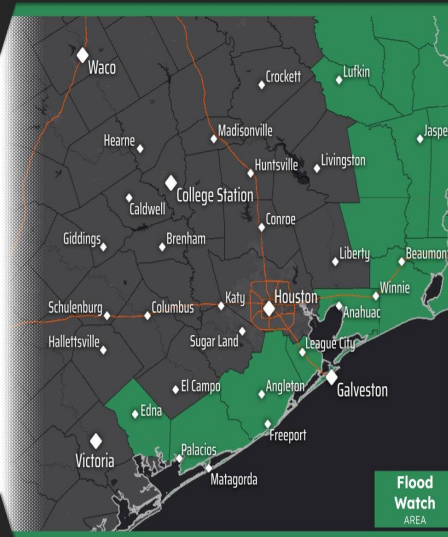 Waco
Crockett
Lufkin
Hearne
Madisonville
Jaspe
Huntsville
Livingston
College Station
Caldwell
Conroe
Giddings
Brenham
Liberty
Beaumon
Winnie
Schulenburg
Columbus
Katy
Houston
Anahuac
Hallettsville
Sugar Land
League City
El Campo
Angleton
Galveston
Edna
Freeport
Victoria
Palacios
Matagorda
Flood
Watch
AREA